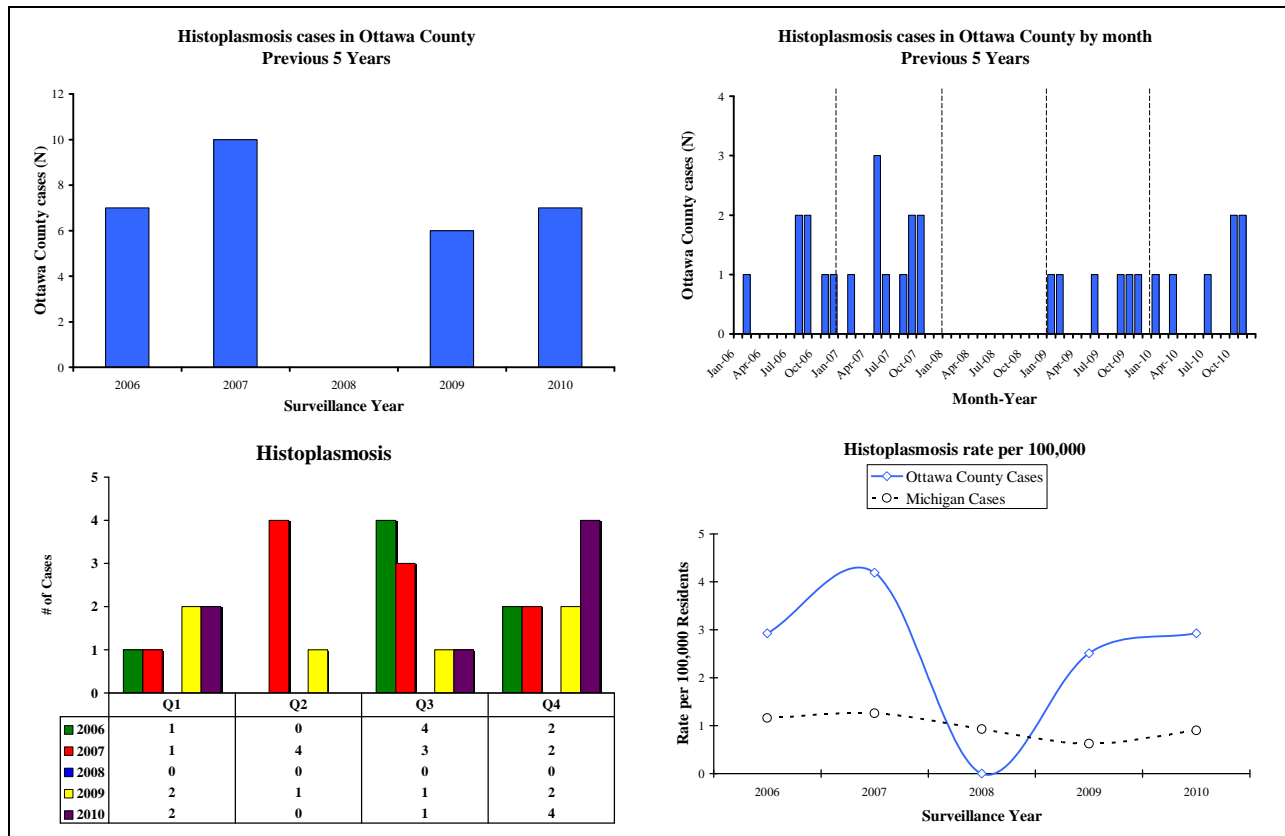 Histoplasmosis cases in Ottawa County
Previous 5 Years
12
10
8
6
4
2
0
Ottawa County cases (N)
2006 2007 2008 2009 2010
Surveillance Year
Histoplasmosis cases in Ottawa County by month
Previous 5 Years
4
3
2
1
0
Ottawa County cases (N)
Jan-06 Apr-06 Jul-06 Oct-06 Jan-07 Apr-07 Jul-07 Oct-07 Jan-08 Apr-08 Jul-08 Oct-08 Jan-09 Apr-09 Jul-09 Oct-09 Jan-10 Apr-10 Jul-10 Oct-10
Month-Year
Histoplasmosis
5
4
3
2
1
0
# of Cases
Q1 Q2 Q3 Q4
2006 1 0 4 2
2007 1 4 3 2
2008 0 0 0 0
2009 2 1 1 2
2010 2 0 1 4
Histoplasmosis rate per 100,000
Ottawa County Cases
Michigan Cases
5
4
3
2
1
0
Rate per 100,000 Residents
2006 2007 2008 2009 2010
Surveillance Year